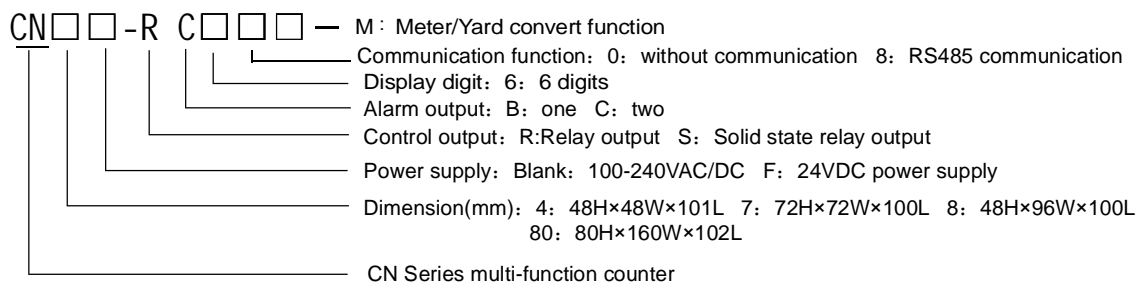 CN□□-R C□□□ — M：Meter/Yard convert function
Communication function：0：without communication 8：RS485 communication
Display digit：6：6 digits
Alarm output：B：one C：two
Control output：R:Relay output S：Solid state relay output
Power supply：Blank：100-240VAC/DC F：24VDC power supply
Dimension(mm)：4：48H×48W×101L 7：72H×72W×100L 8：48H×96W×100L
80：80H×160W×102L
CN Series multi-function counter